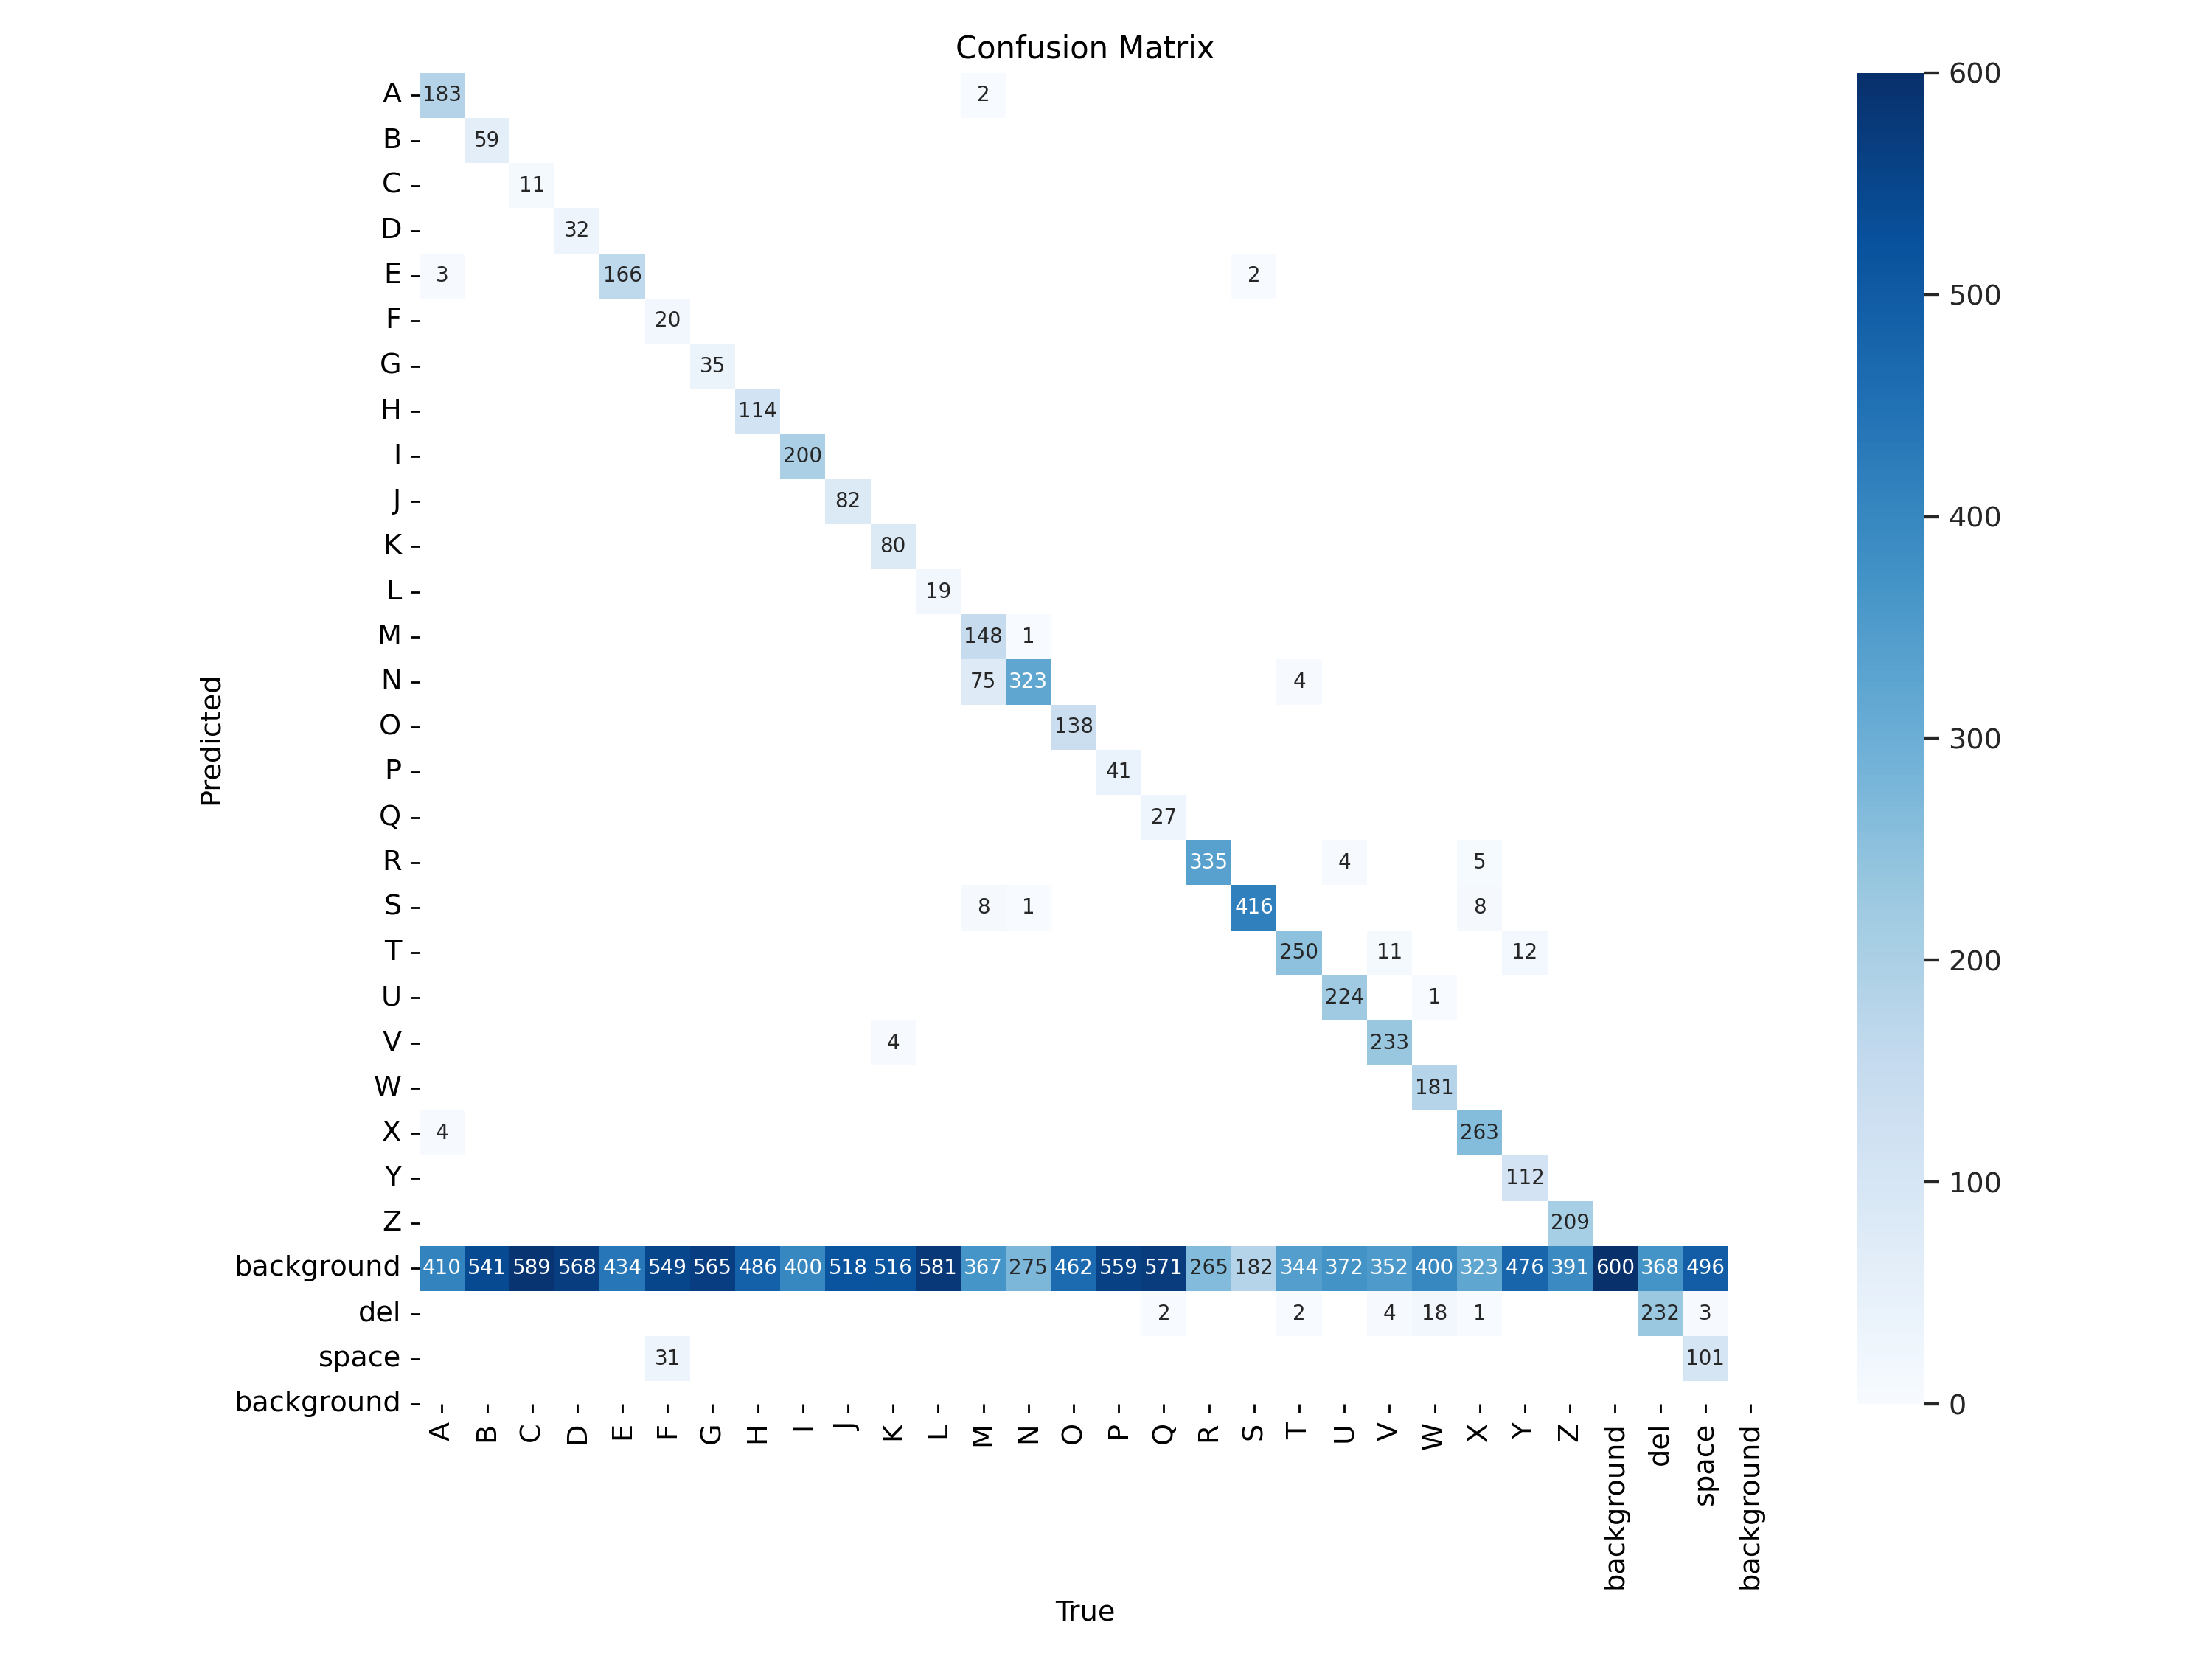 Confusion Matrix
A 183 2
B 59
C 11
D 32
E 3 166 2
F 20
G 35
H 114
I 200
J 82
K 80
L 19
M 148 1
N 75 323 4
O 138
P 41
Q 27
R 335 4 5
S 8 1 416 8
T 250 11 12
U 224 1
V 4 233
W 181
X 4 263
Y 112
Z 209
background 410 541 589 568 434 549 565 486 400 518 516 581 367 275 462 559 571 265 182 344 372 352 400 323 476 391 600 368 496
del 2 2 4 18 1 232 3
space 31 101
background
A B C D E F G H I J K L M N O P Q R S T U V W X Y Z background del space background
True
Predicted
600
500
400
300
200
100
0